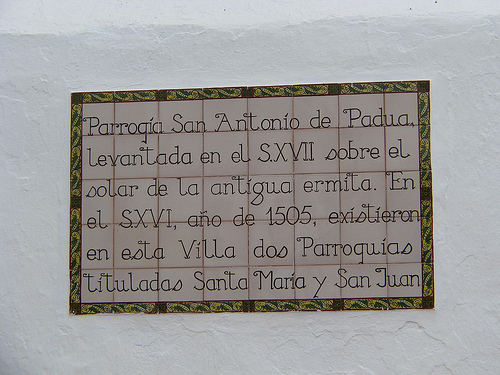 Parrogia San Antonio de Padua,
levantada en el S.XVII sobre el
solar de la antigua ermita. En
el S.XVI, año de 1505, existieron
en esta Villa dos Parroquias
tituladas Santa María y San Juan